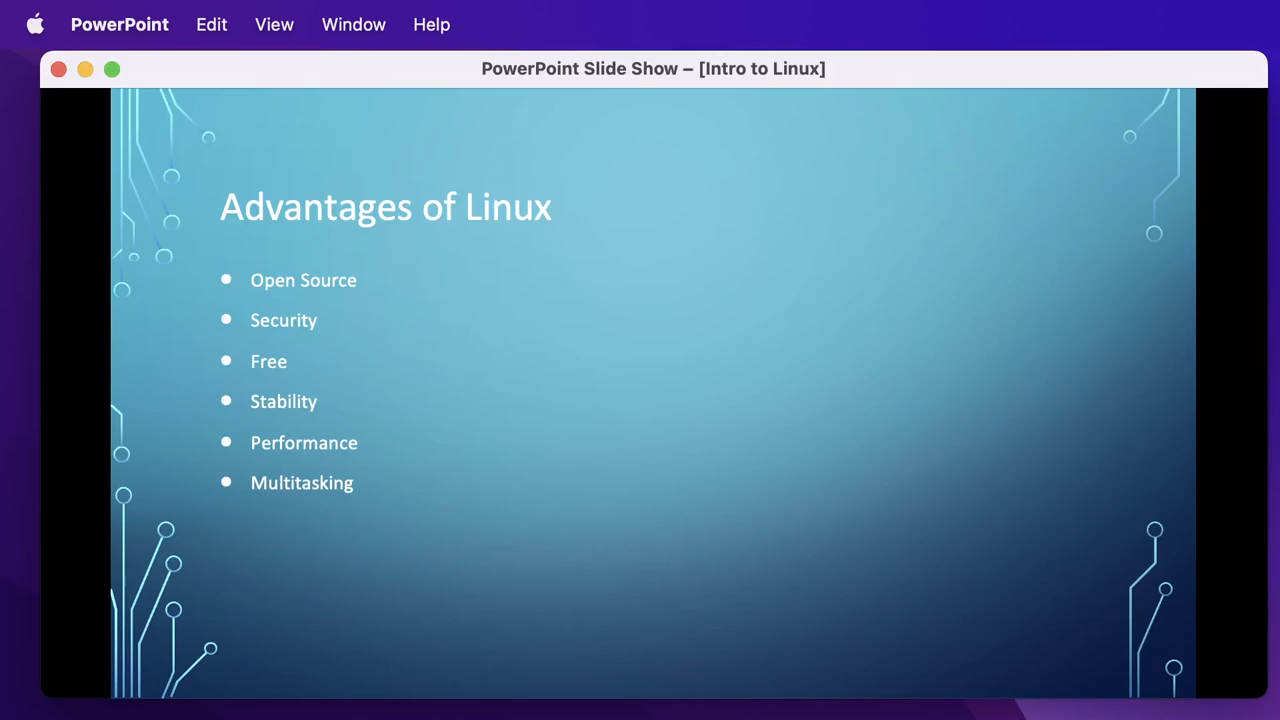 PowerPoint Edit View Window Help
PowerPoint Slide Show – [Intro to Linux]
Advantages of Linux
Open Source
Security
Free
Stability
Performance
Multitasking